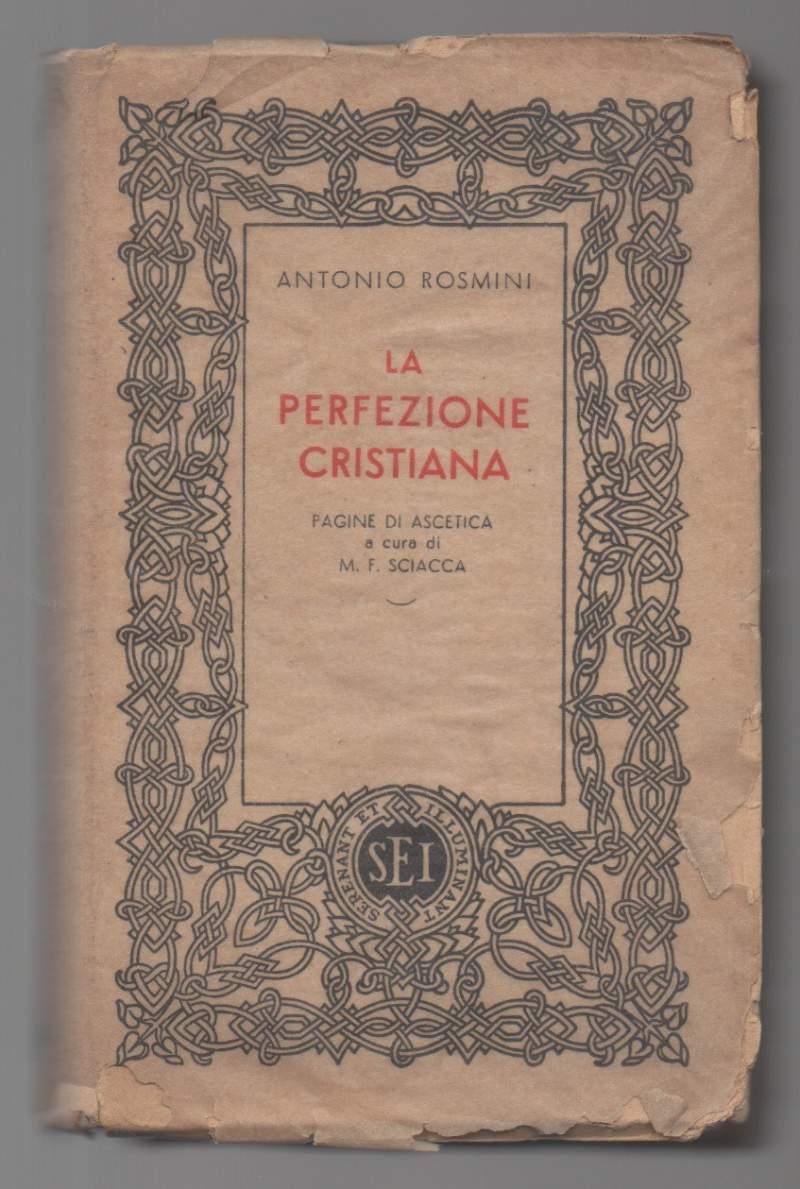 ANTONIO ROSMINI
LA
PERFEZIONE
CRISTIANA
PAGINE DI ASCETICA
a cura di
M. F. SCIACCA
SERENANT ET ILLUMINANT
SEI